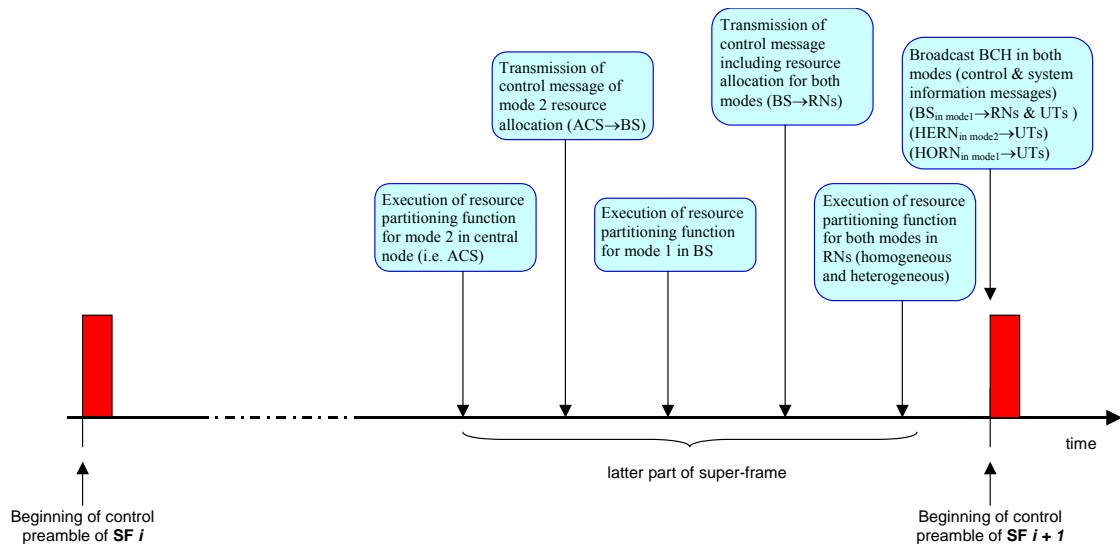 Transmission of
control message of
mode 2 resource
allocation (ACS→BS)
Transmission of
control message
including resource
allocation for both
modes (BS→RNs)
Broadcast BCH in both
modes (control & system
information messages)
(BSin mode1→RNs & UTs )
(HERNin mode2→UTs)
(HORNin mode1→UTs)
Execution of resource
partitioning function
for mode 2 in central
node (i.e. ACS)
Execution of resource
partitioning function
for mode 1 in BS
Execution of resource
partitioning function
for both modes in
RNs (homogeneous
and heterogeneous)
time
latter part of super-frame
Beginning of control
preamble of SF i
Beginning of control
preamble of SF i + 1